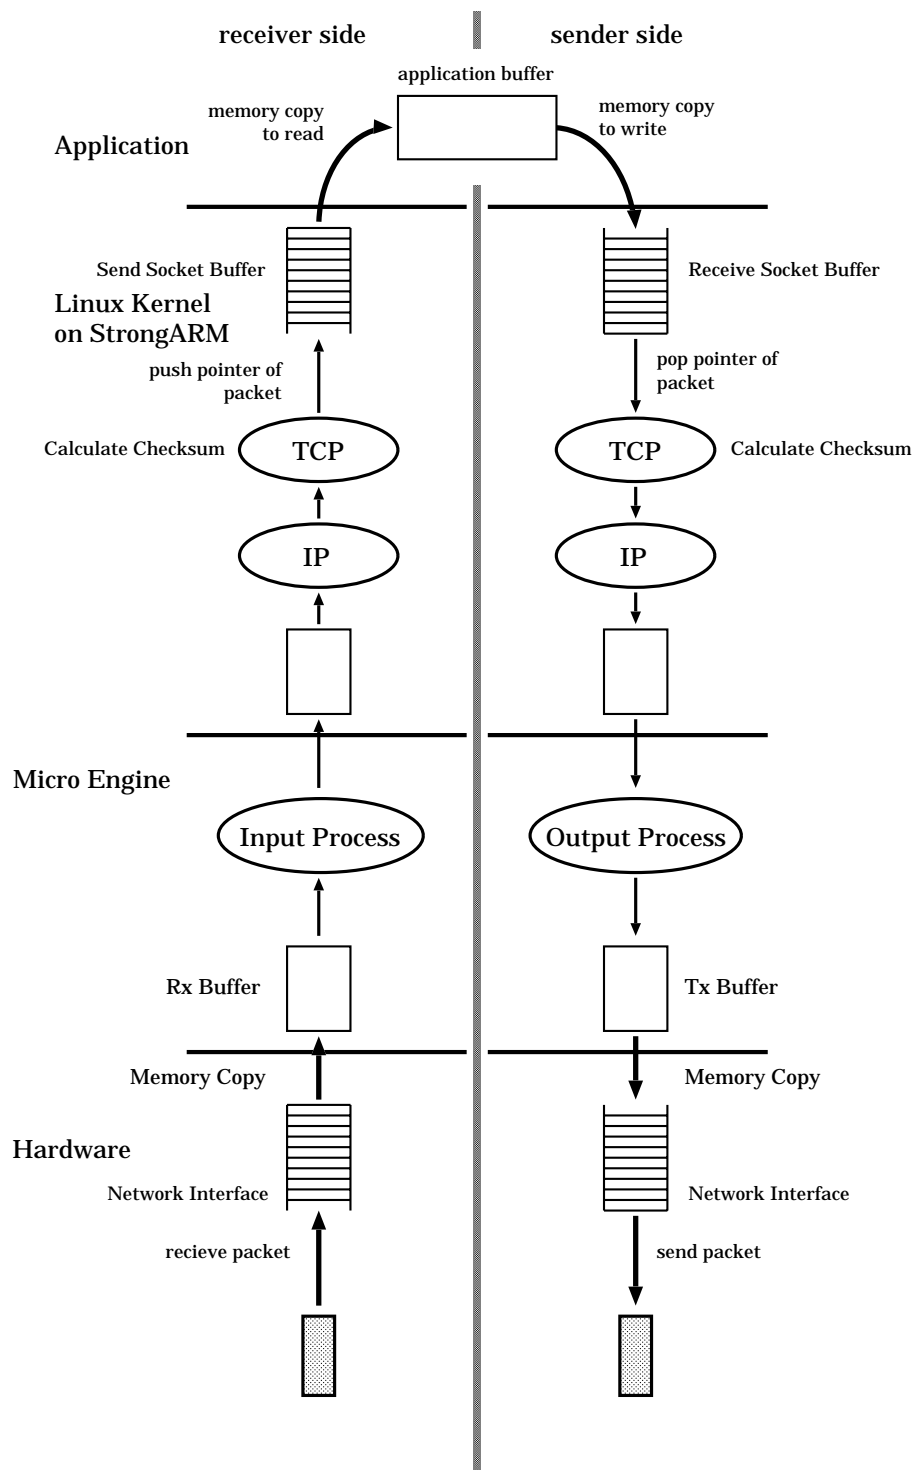 receiver side
sender side
application buffer
memory copy
to read
memory copy
to write
Application
Send Socket Buffer
Receive Socket Buffer
Linux Kernel
on StrongARM
push pointer of
packet
pop pointer of
packet
Calculate Checksum
TCP
TCP
Calculate Checksum
IP
IP
Micro Engine
Input Process
Output Process
Rx Buffer
Tx Buffer
Memory Copy
Memory Copy
Hardware
Network Interface
Network Interface
recieve packet
send packet